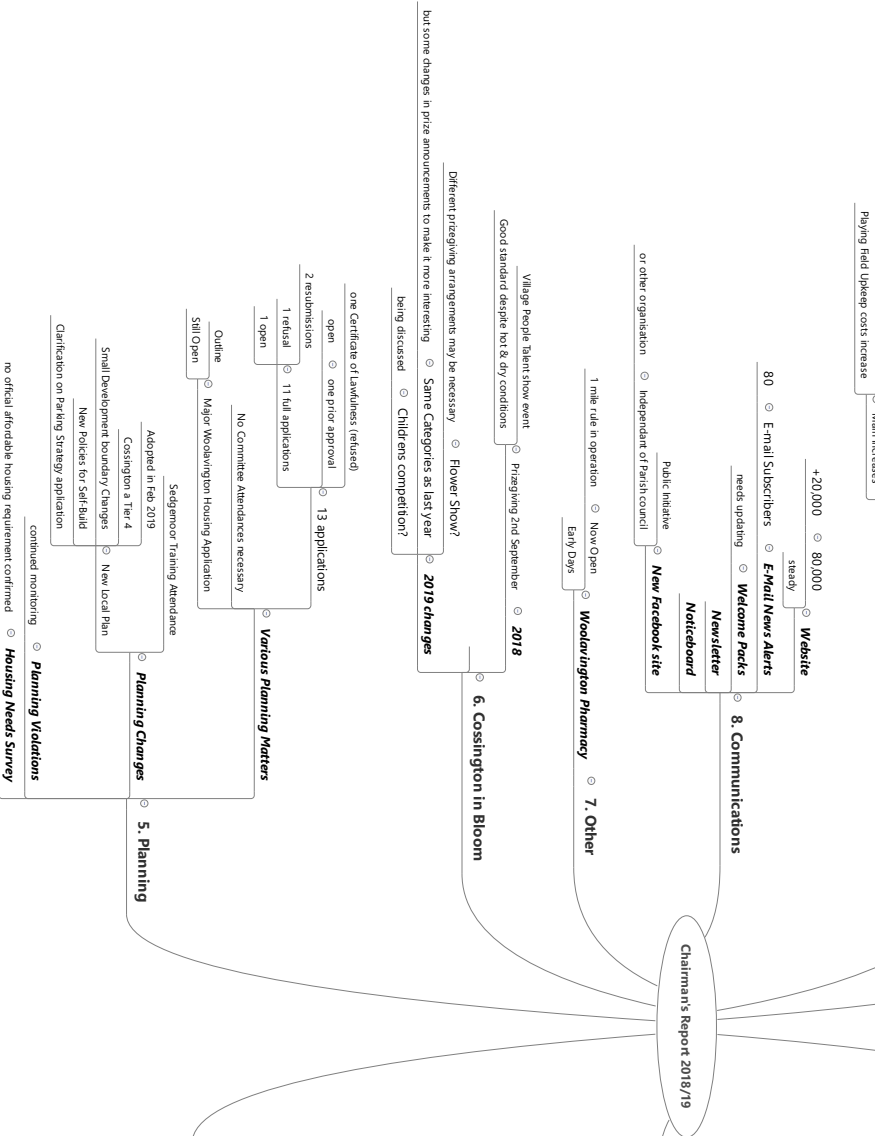 Playing Field Upkeep costs increase
Chairman's Report 2018/19
8. Communications
Website
80,000
+20,000
steady
E-Mail News Alerts
E-mail Subscribers
80
Welcome Packs
needs updating
Newsletter
Noticeboard
New Facebook site
Public Initiative
Independant of Parish council
or other organisation
7. Other
Woolavington Pharmacy
Now Open
1 mile rule in operation
Early Days
6. Cossington in Bloom
2018
Prizegiving 2nd September
Village People Talent show event
Good standard despite hot & dry conditions
2019 changes
Flower Show?
Different prizegiving arrangements may be necessary
Same Categories as last year
but some changes in prize announcements to make it more interesting
Childrens competition?
being discussed
5. Planning
Various Planning Matters
13 applications
one Certificate of Lawfulness (refused)
one prior approval
open
11 full applications
2 resubmissions
1 refusal
1 open
No Committee Attendances necessary
Major Woolavington Housing Application
Outline
Still Open
Planning Changes
Sedgemoor Training Attendance
New Local Plan
Adopted in Feb 2019
Cossington a Tier 4
Small Development boundary Changes
New Policies for Self-Build
Clarification on Parking Strategy application
Planning Violations
continued monitoring
Housing Needs Survey
no official affordable housing requirement confirmed